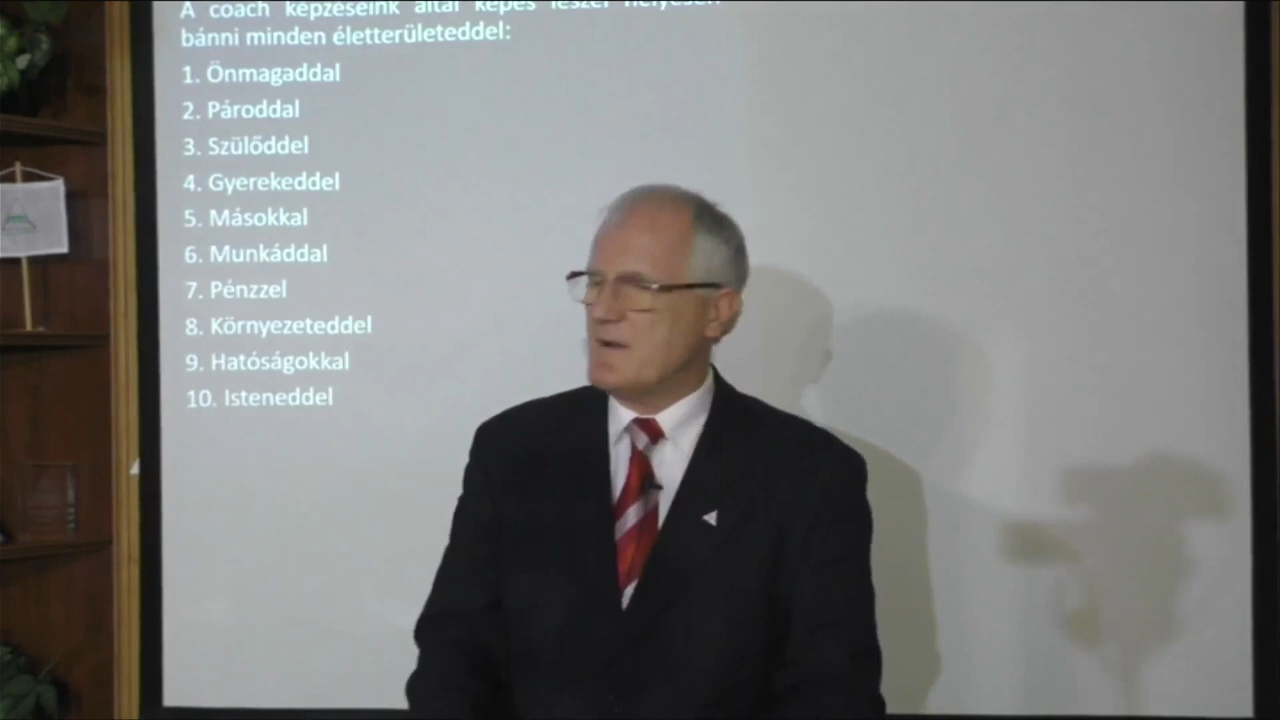 A coach képzéseink által képes leszel helyesen
bánni minden életterületeddel:
1. Önmagaddal
2. Pároddal
3. Szülőddel
4. Gyerekeddel
5. Másokkal
6. Munkáddal
7. Pénzzel
8. Környezeteddel
9. Hatóságokkal
10. Isteneddel